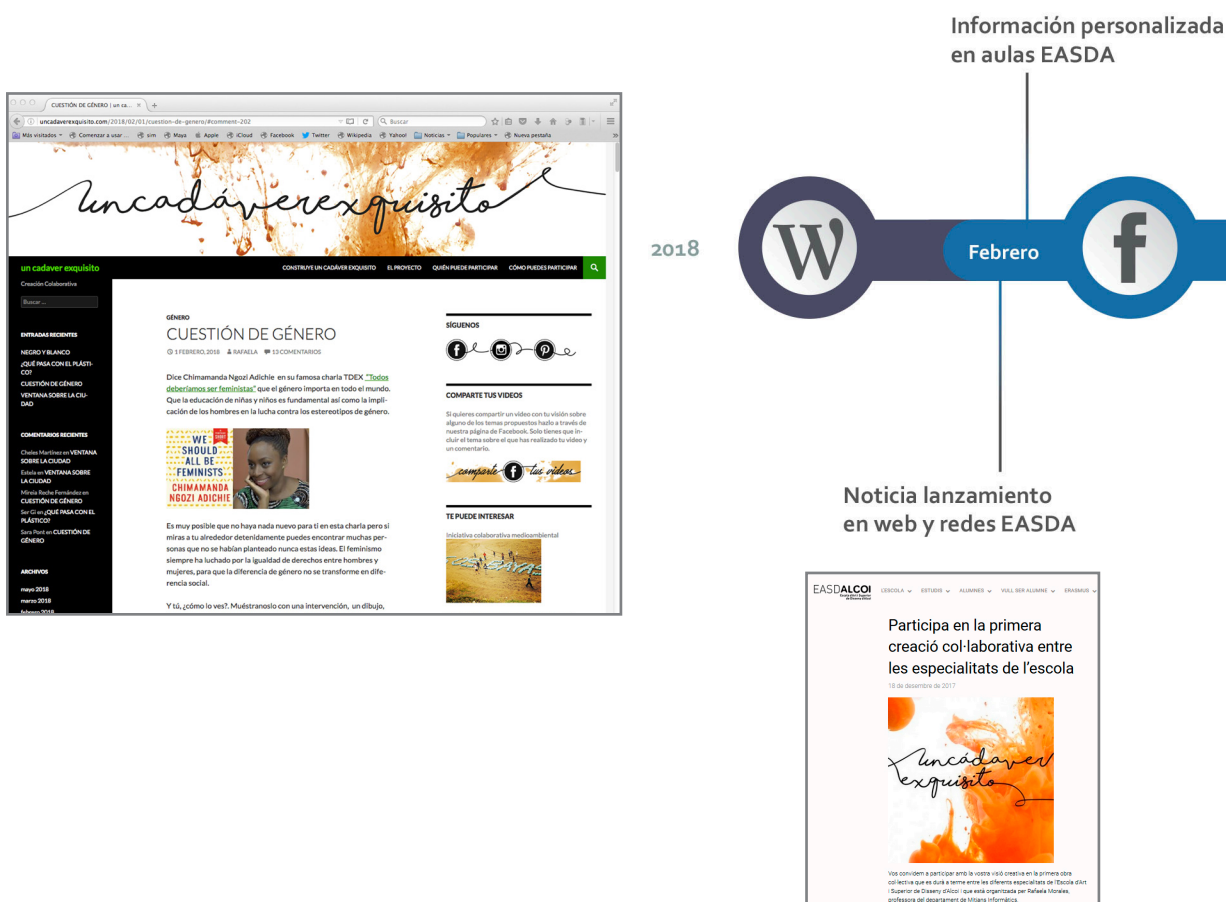 Información personalizada
en aulas EASDA
CUESTIÓN DE GÉNERO | un ca...
uncadaverexquisito.com/2018/02/01/cuestion-de-genero/#comment-202
Buscar
Más visitados
Comenzar a usar ...
sim
Maya
Apple
iCloud
Facebook
Twitter
Wikipedia
Yahoo!
Noticias
Populares
Nueva pestaña
uncadáverexquisito
un cadaver exquisito
CONSTRUYE UN CADÁVER EXQUISITO EL PROYECTO QUIÉN PUEDE PARTICIPAR CÓMO PUEDES PARTICIPAR
Creación Colaborativa
Buscar ...
ENTRADAS RECIENTES
NEGRO Y BLANCO
¿QUÉ PASA CON EL PLÁSTI-
CO?
CUESTIÓN DE GÉNERO
VENTANA SOBRE LA CIU-
DAD
COMENTARIOS RECIENTES
Cheles Martínez en VENTANA
SOBRE LA CIUDAD
Estela en VENTANA SOBRE
LA CIUDAD
Mireia Roche Fernández en
CUESTIÓN DE GÉNERO
Ser Gi en ¿QUÉ PASA CON EL
PLÁSTICO?
Sara Pont en CUESTIÓN DE
GÉNERO
ARCHIVOS
mayo 2018
marzo 2018
febrero 2018
GÉNERO
CUESTIÓN DE GÉNERO
1 FEBRERO, 2018 RAFAELA 13 COMENTARIOS
Dice Chimamanda Ngozi Adichie en su famosa charla TDEX "Todos
deberíamos ser feministas" que el género importa en todo el mundo.
Que la educación de niñas y niños es fundamental así como la impli-
cación de los hombres en la lucha contra los estereotipos de género.
WE
SHOULD
ALL BE
FEMINISTS
CHIMAMANDA
NGOZI ADICHIE
Es muy posible que no haya nada nuevo para ti en esta charla pero si
miras a tu alrededor detenidamente puedes encontrar muchas per-
sonas que no se habían planteado nunca estas ideas. El feminismo
siempre ha luchado por la igualdad de derechos entre hombres y
mujeres, para que la diferencia de género no se transforme en dife-
rencia social.
Y tú, ¿cómo lo ves?. Muéstranoslo con una intervención, un dibujo,
SÍGUENOS
COMPARTE TUS VIDEOS
Si quieres compartir un video con tu visión sobre
alguno de los temas propuestos hazlo a través de
nuestra página de Facebook. Solo tienes que in-
cluir el tema sobre el que has realizado tu video y
un comentario.
comparte f tus videos
TE PUEDE INTERESAR
Iniciativa colaborativa medioambiental
2018
W
Febrero
f
Noticia lanzamiento
en web y redes EASDA
EASDALCOI
L'ESCOLA ESTUDIS ALUMNES VULL SER ALUMNE ERASMUS
Participa en la primera
creació col·laborativa entre
les especialitats de l'escola
18 de desembre de 2017
uncádaver
exquisito
Vos convidem a participar amb la vostra visió creativa en la primera obra
col·lectiva que es durà a terme entre les diferents especialitats de l'Escola d'Art
i Superior de Disseny d'Alcoi i que està organitzada per Rafaela Morales,
professora del departament de Mitjans Informàtics.